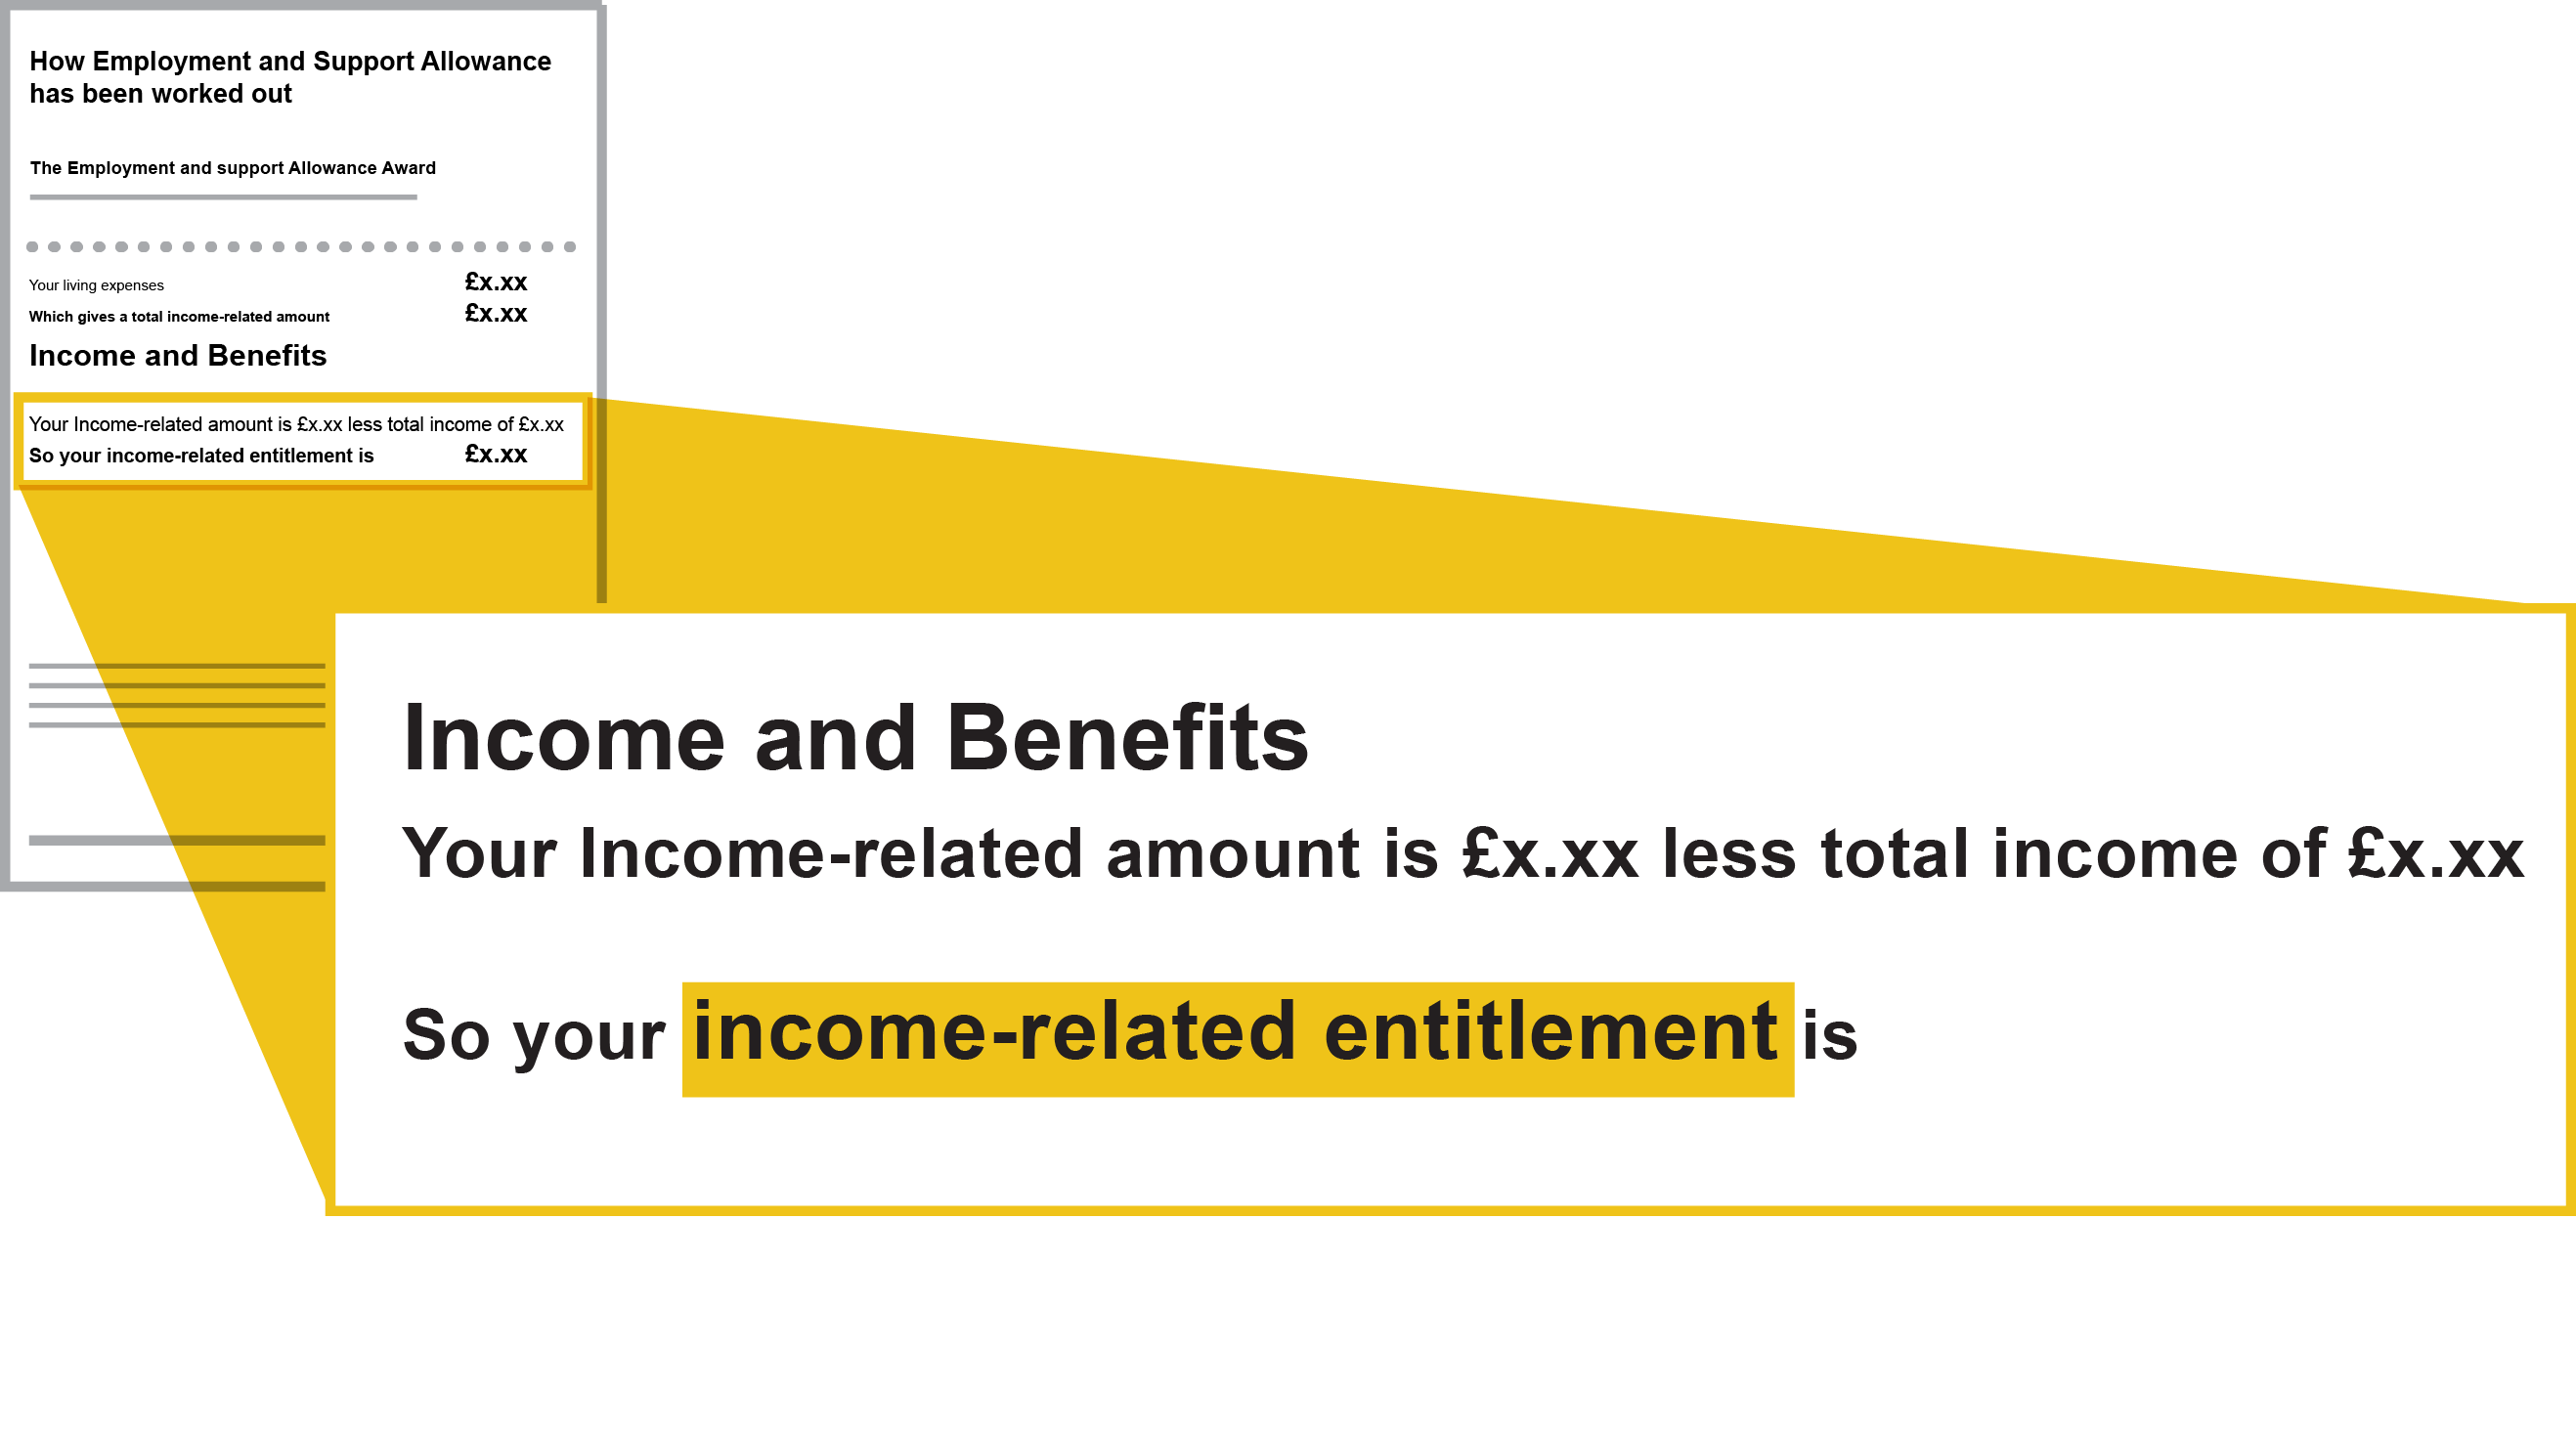 How Employment and Support Allowance
has been worked out
The Employment and support Allowance Award
Your living expenses £x.xx
Which gives a total income-related amount £x.xx
Income and Benefits
Your Income-related amount is £x.xx less total income of £x.xx
So your income-related entitlement is £x.xx
Income and Benefits
Your Income-related amount is £x.xx less total income of £x.xx
So your income-related entitlement is